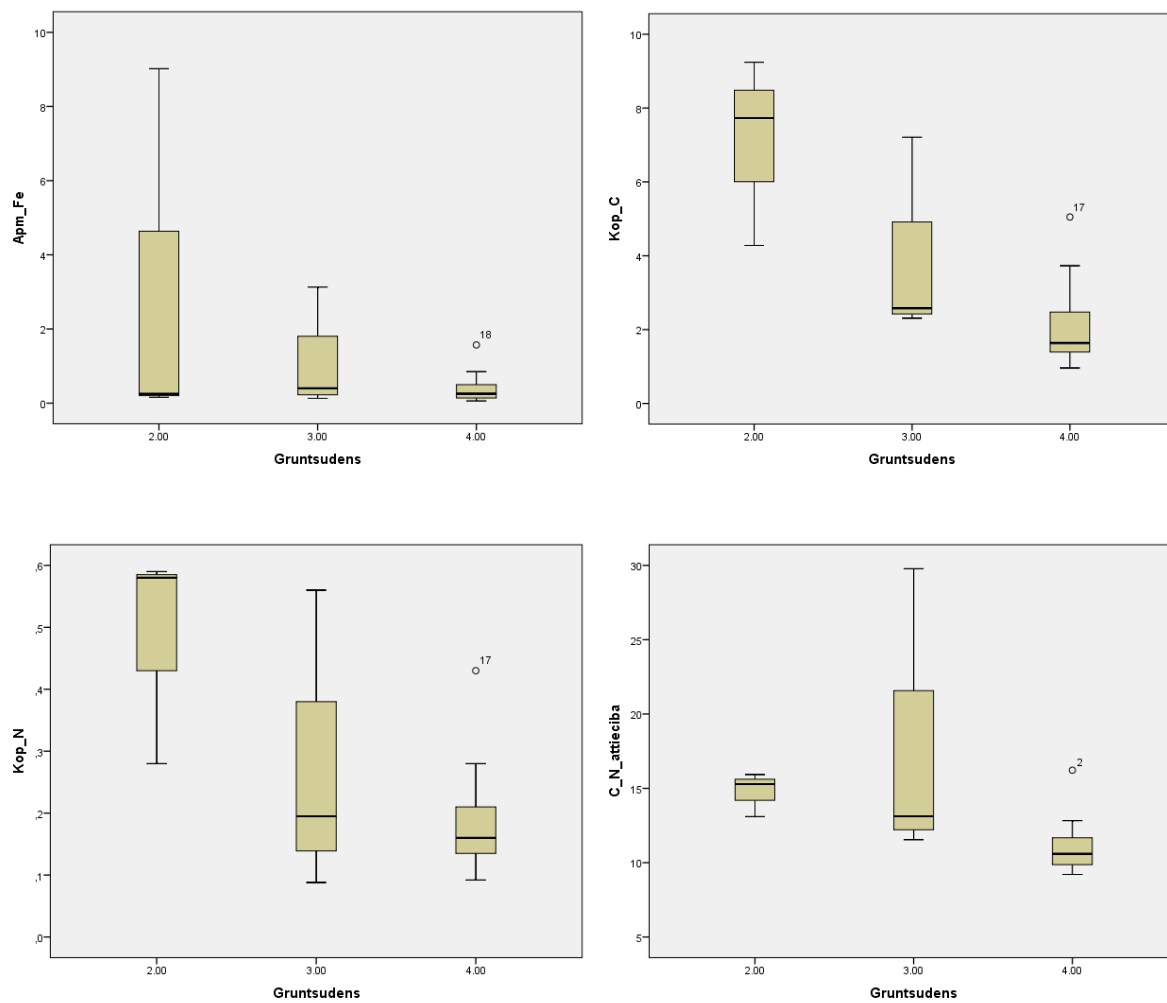 10
8
6
4
2
0
Apm_Fe
18
2.00 3.00 4.00
Gruntsudens
10
8
6
4
2
0
Kop_C
17
2.00 3.00 4.00
Gruntsudens
,6
,5
,4
,3
,2
,1
,0
Kop_N
17
2.00 3.00 4.00
Gruntsudens
30
25
20
15
10
5
C_N_attieciba
2
2.00 3.00 4.00
Gruntsudens